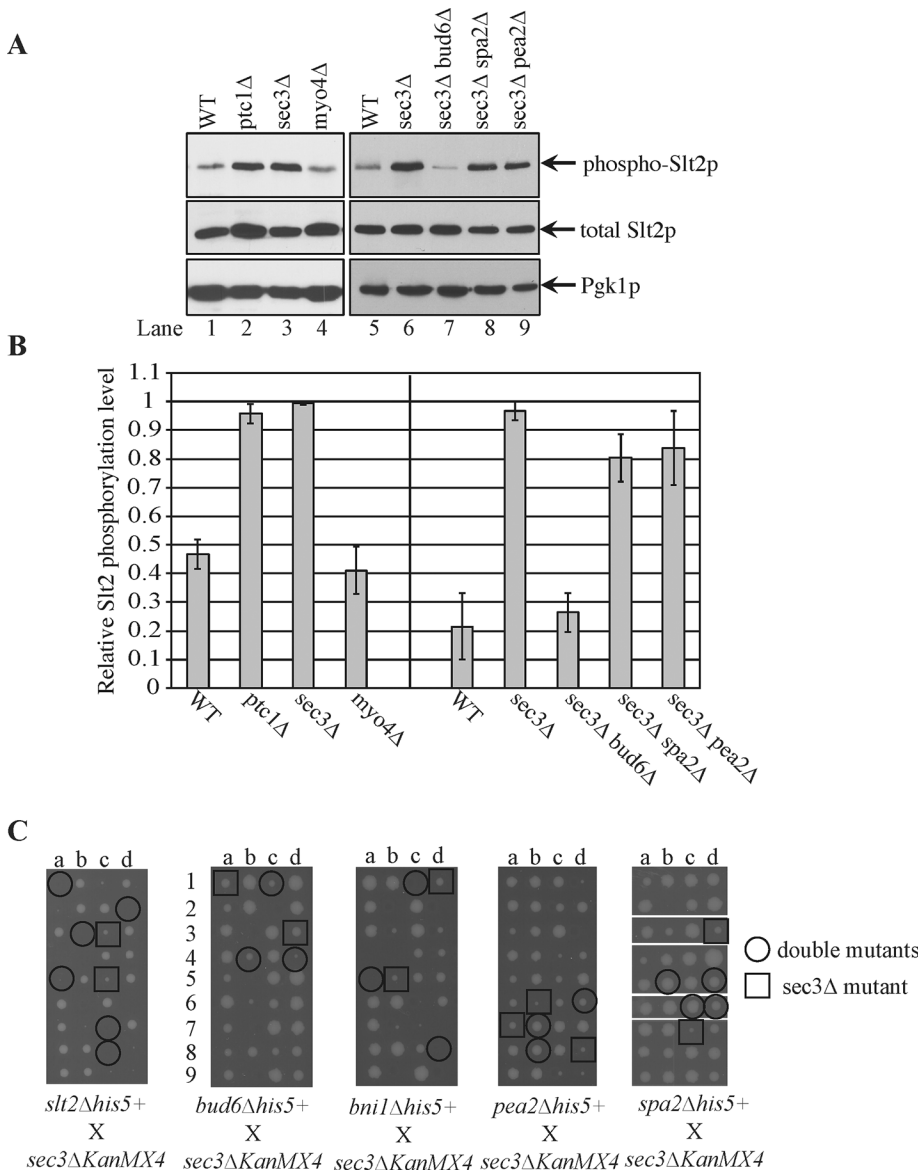 A
WT
ptc1Δ
sec3Δ
myo4Δ
WT
sec3Δ
sec3Δ bud6Δ
sec3Δ spa2Δ
sec3Δ pea2Δ
phospho-Slt2p
total Slt2p
Pgk1p
Lane 1 2 3 4 5 6 7 8 9
B
Relative Slt2 phosphorylation level
1.1
1
0.9
0.8
0.7
0.6
0.5
0.4
0.3
0.2
0.1
0
WT
ptc1Δ
sec3Δ
myo4Δ
WT
sec3Δ
sec3Δ bud6Δ
sec3Δ spa2Δ
sec3Δ pea2Δ
C
a b c d a b c d a b c d a b c d a b c d
1
2
3
4
5
6
7
8
9
double mutants
sec3Δ mutant
slt2Δhis5+ bud6Δhis5+ bni1Δhis5+ pea2Δhis5+ spa2Δhis5+
X X X X X
sec3ΔKanMX4 sec3ΔKanMX4 sec3ΔKanMX4 sec3ΔKanMX4 sec3ΔKanMX4